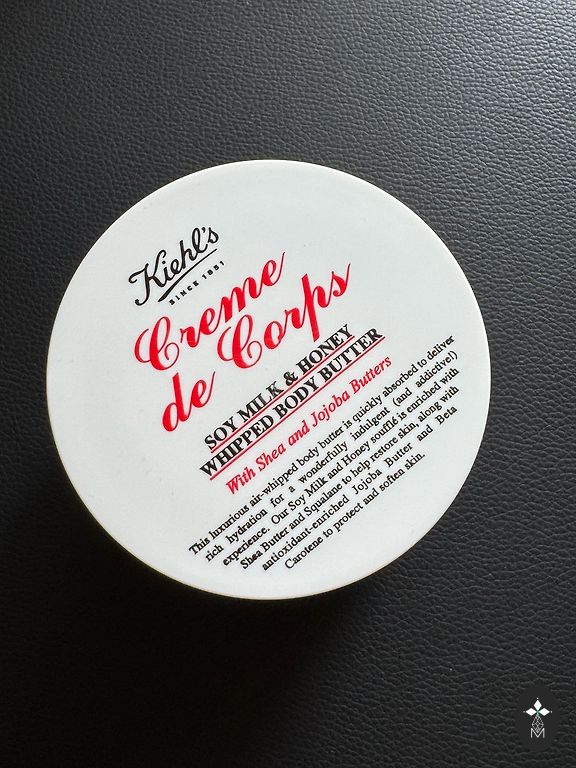 Kiehl's
SINCE 1851
Creme
de Corps
SOY MILK & HONEY
WHIPPED BODY BUTTER
With Shea and Jojoba Butters
This luxurious air-whipped body butter is quickly absorbed to deliver
rich hydration for a wonderfully indulgent (and addictive!)
experience. Our Soy Milk and Honey soufflé is enriched with
Shea Butter and Squalane to help restore skin, along with
antioxidant-enriched Jojoba Butter and Beta
Carotene to protect and soften skin.
M